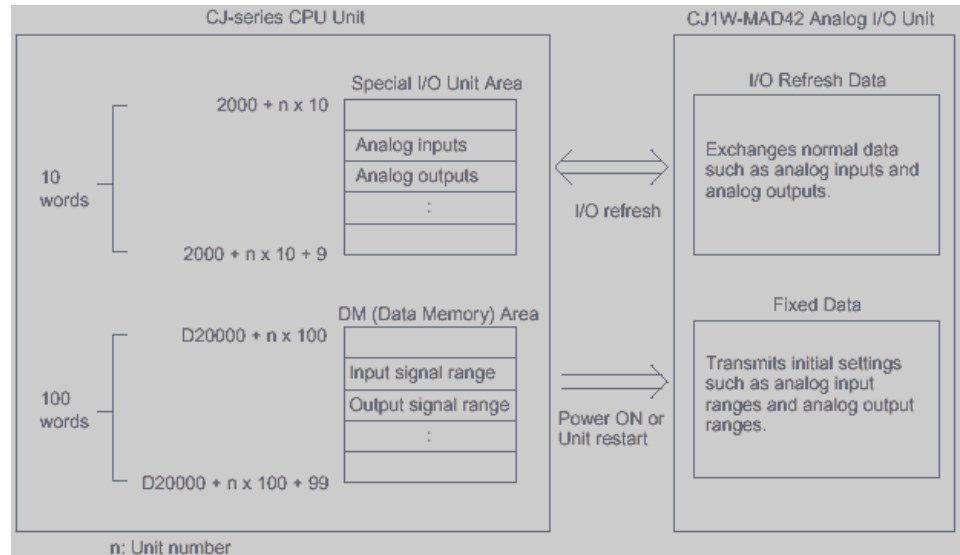 CJ-series CPU Unit
CJ1W-MAD42 Analog I/O Unit
Special I/O Unit Area
2000 + n x 10
Analog inputs
Analog outputs
:
10
words
2000 + n x 10 + 9
I/O refresh
I/O Refresh Data
Exchanges normal data
such as analog inputs and
analog outputs.
DM (Data Memory) Area
D20000 + n x 100
Input signal range
Output signal range
:
100
words
D20000 + n x 100 + 99
Power ON or
Unit restart
Fixed Data
Transmits initial settings
such as analog input
ranges and analog output
ranges.
n: Unit number